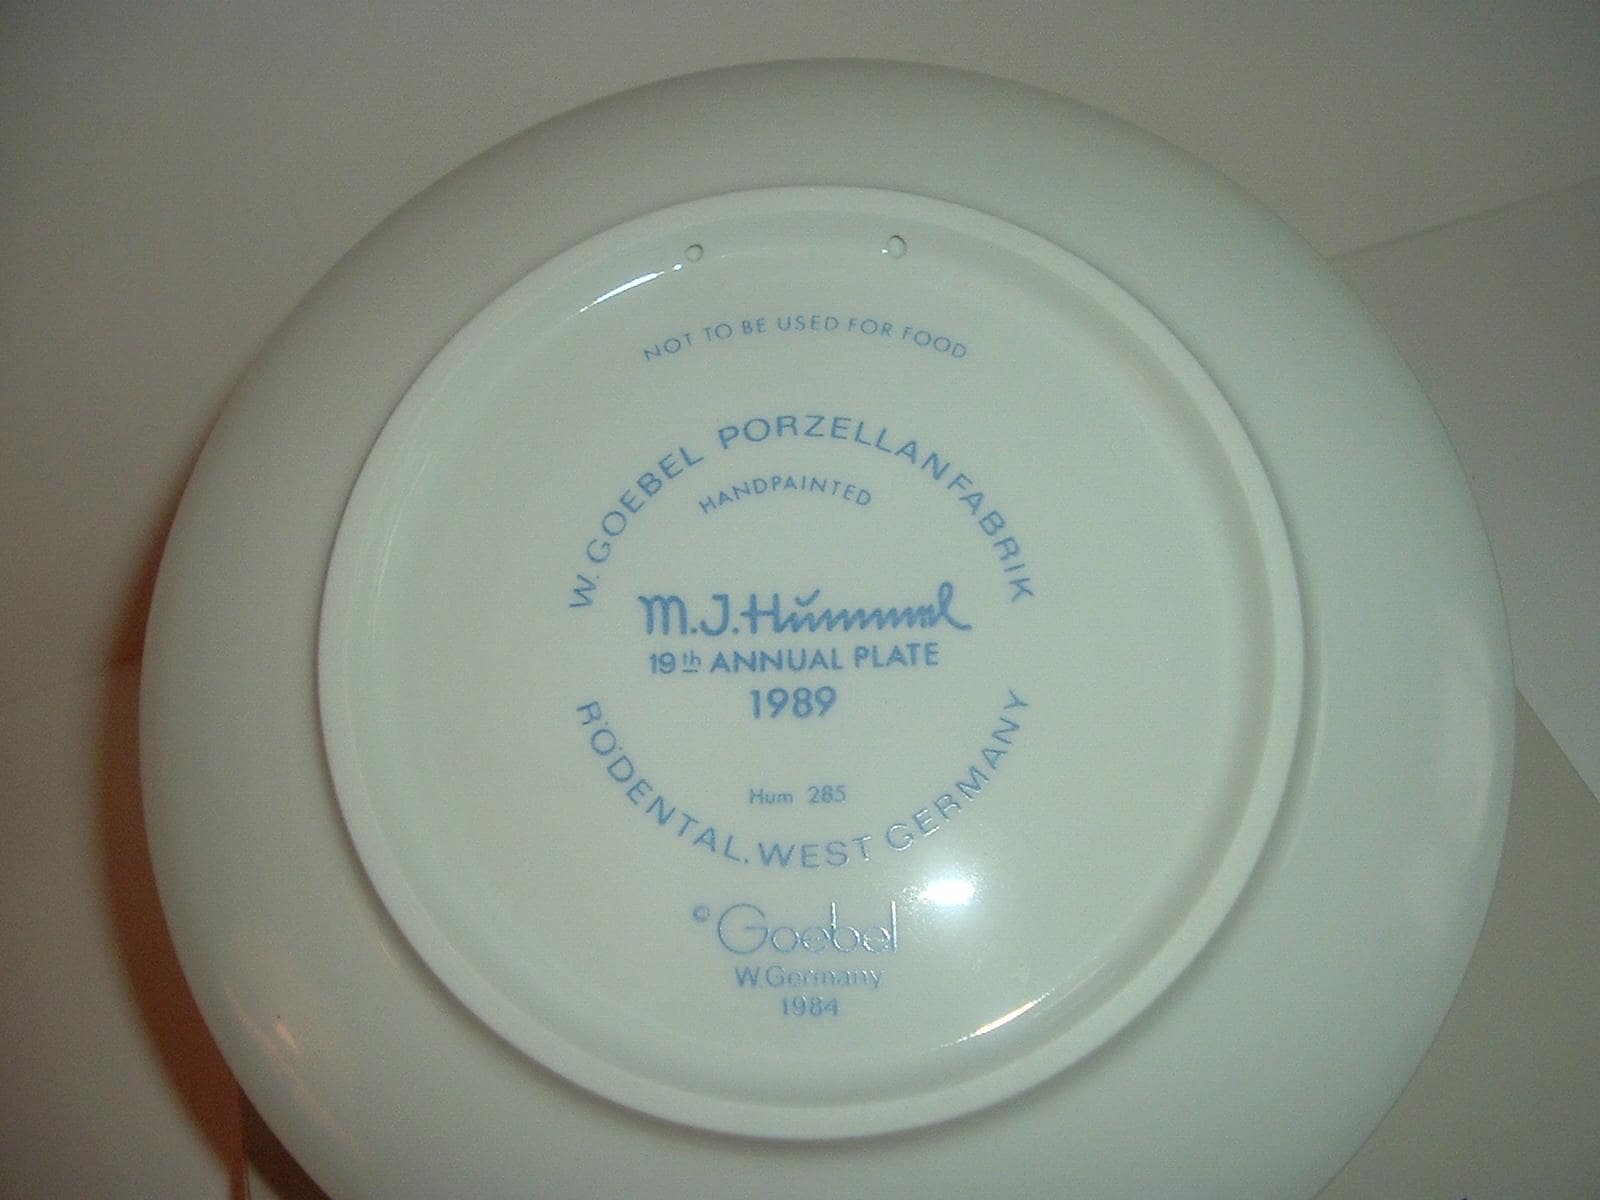 NOT TO BE USED FOR FOOD
W. GOEBEL PORZELLANFABRIK
HANDPAINTED
M.J.Hummel
19th ANNUAL PLATE
1989
Hum 285
RÖDENTAL, WEST GERMANY
© Goebel
W.Germany
1984